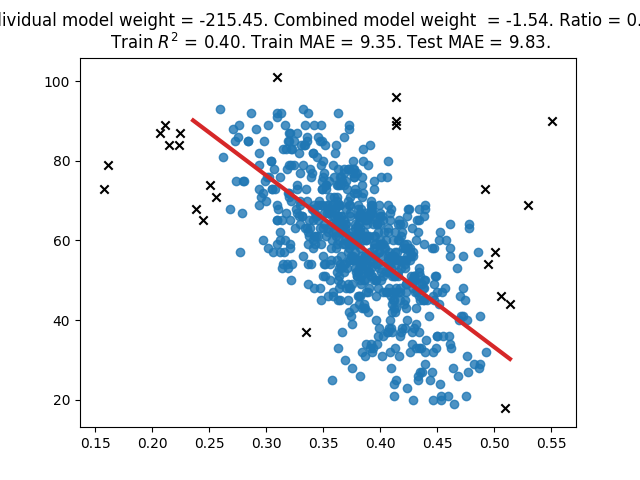 dividual model weight = -215.45. Combined model weight = -1.54. Ratio = 0.
Train R² = 0.40. Train MAE = 9.35. Test MAE = 9.83.
100
80
60
40
20
0.15 0.20 0.25 0.30 0.35 0.40 0.45 0.50 0.55